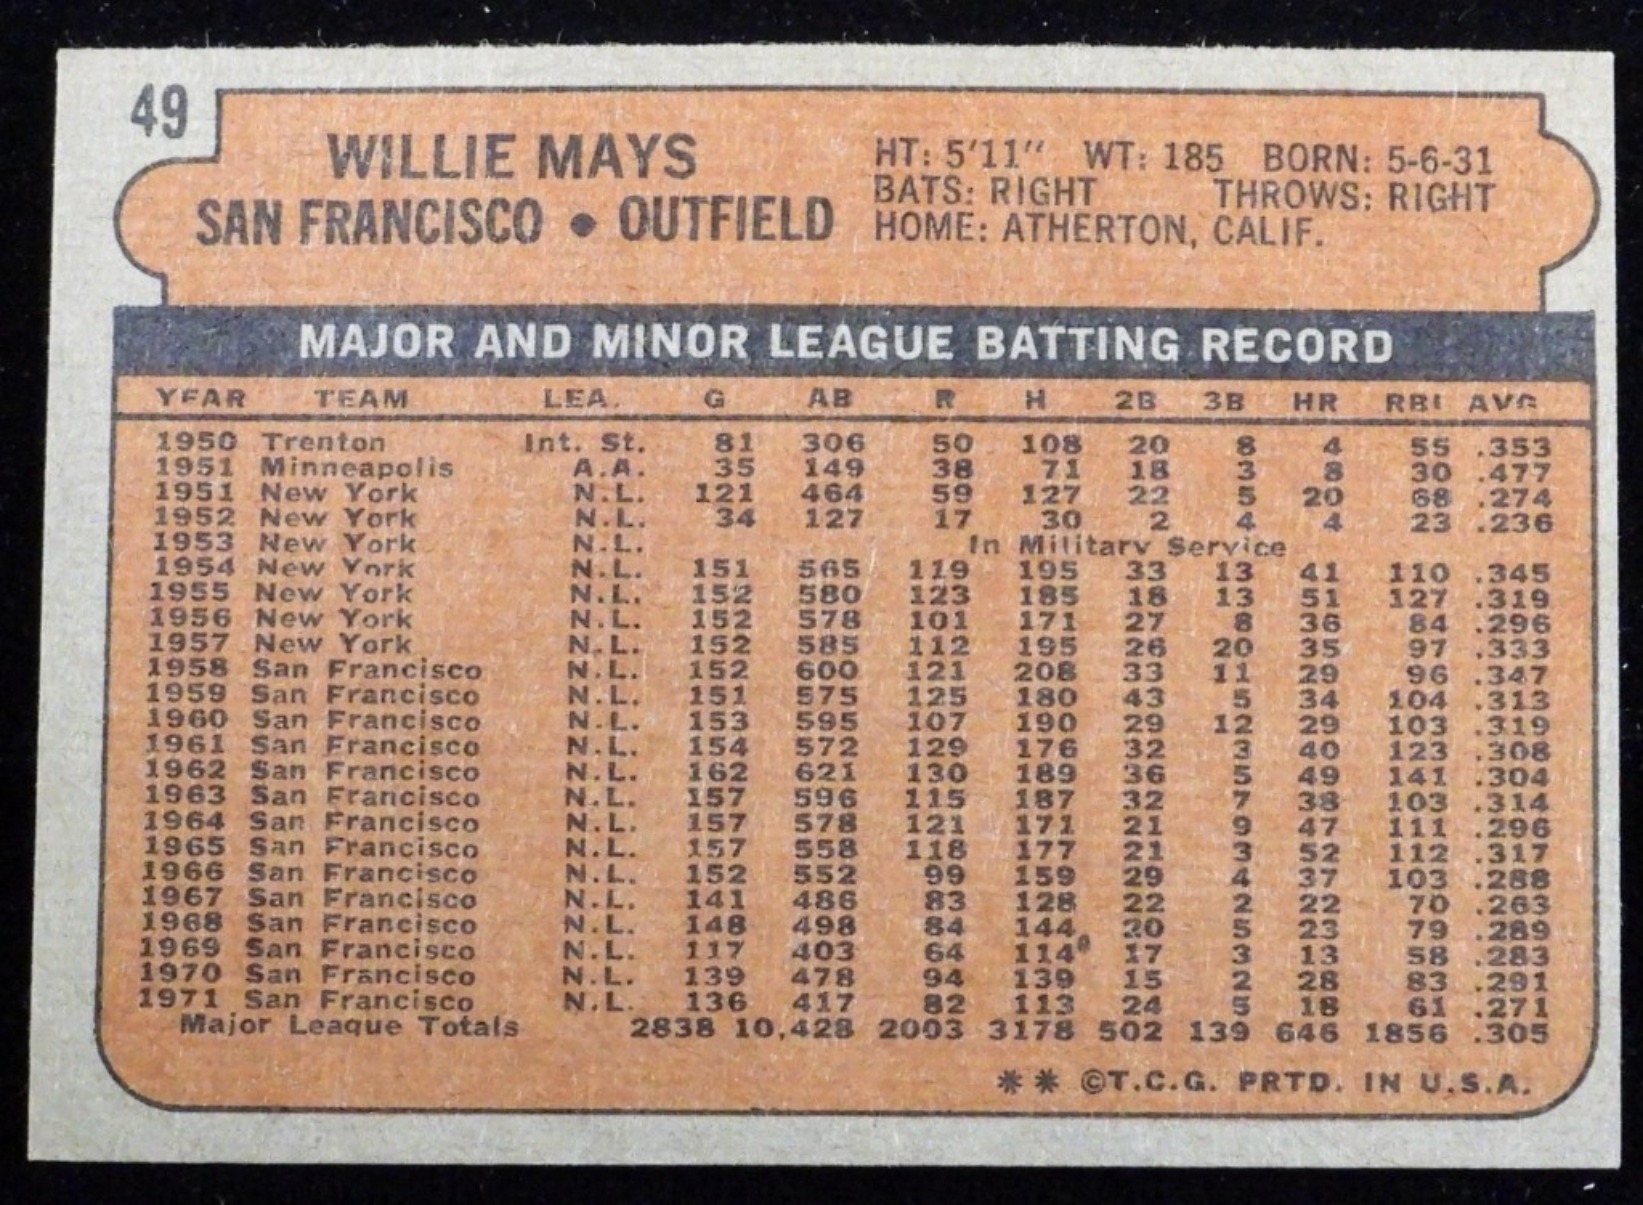 49
WILLIE MAYS
SAN FRANCISCO • OUTFIELD
HT: 5'11" WT: 185 BORN: 5-6-31
BATS: RIGHT THROWS: RIGHT
HOME: ATHERTON, CALIF.
MAJOR AND MINOR LEAGUE BATTING RECORD
YEAR TEAM LEA. G AB R H 2B 3B HR RBI AVG
1950 Trenton Int. St. 81 306 50 108 20 8 4 55 .353
1951 Minneapolis A.A. 35 149 38 71 18 3 8 30 .477
1951 New York N.L. 121 464 59 127 22 5 20 68 .274
1952 New York N.L. 34 127 17 30 2 4 4 23 .236
1953 New York N.L. In Military Service
1954 New York N.L. 151 565 119 195 33 13 41 110 .345
1955 New York N.L. 152 580 123 185 18 13 51 127 .319
1956 New York N.L. 152 578 101 171 27 8 36 84 .296
1957 New York N.L. 152 585 112 195 26 20 35 97 .333
1958 San Francisco N.L. 152 600 121 208 33 11 29 96 .347
1959 San Francisco N.L. 151 575 125 180 43 5 34 104 .313
1960 San Francisco N.L. 153 595 107 190 29 12 29 103 .319
1961 San Francisco N.L. 154 572 129 176 32 3 40 123 .308
1962 San Francisco N.L. 162 621 130 189 36 5 49 141 .304
1963 San Francisco N.L. 157 596 115 187 32 7 38 103 .314
1964 San Francisco N.L. 157 578 121 171 21 9 47 111 .296
1965 San Francisco N.L. 157 558 118 177 21 3 52 112 .317
1966 San Francisco N.L. 152 552 99 159 29 4 37 103 .288
1967 San Francisco N.L. 141 486 83 128 22 2 22 70 .263
1968 San Francisco N.L. 148 498 84 144 20 5 23 79 .289
1969 San Francisco N.L. 117 403 64 114 17 3 13 58 .283
1970 San Francisco N.L. 139 478 94 139 15 2 28 83 .291
1971 San Francisco N.L. 136 417 82 113 24 5 18 61 .271
Major League Totals 2838 10,428 2003 3178 502 139 646 1856 .305
** ©T.C.G. PRTD. IN U.S.A.